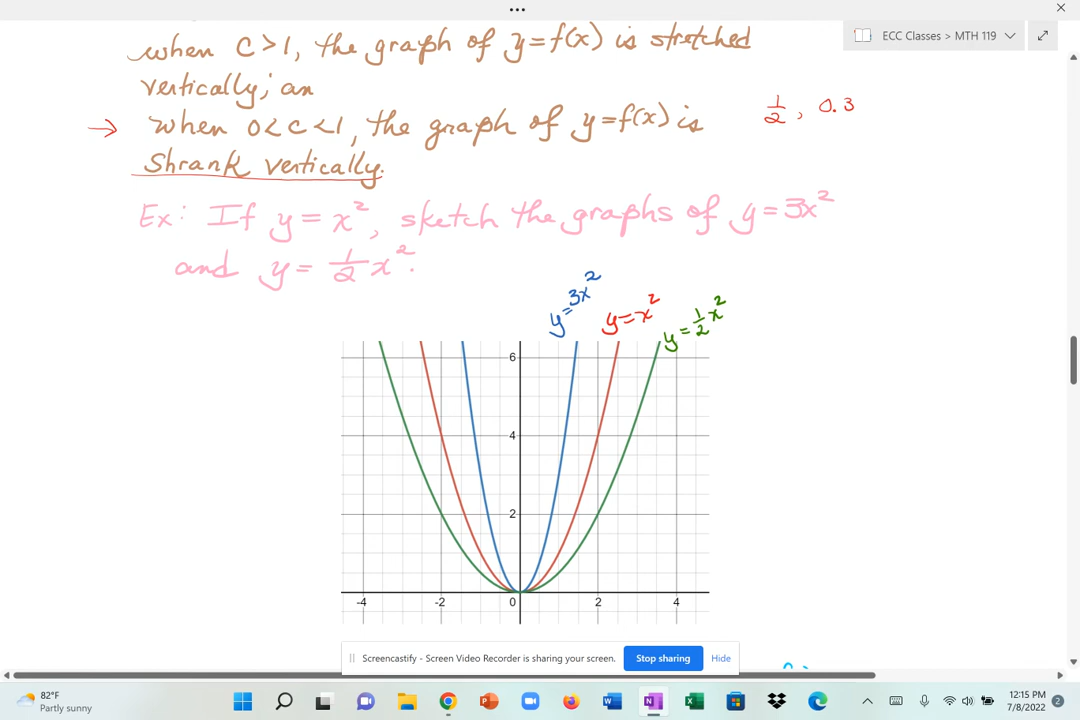 ECC Classes > MTH 119
when C>1, the graph of y=f(x) is stretched
vertically; an
1/2, 0.3
→ when 0<c<1, the graph of y=f(x) is
Shrank vertically.
Ex: If y = x², sketch the graphs of y = 3x²
and y = 1/2 x².
y=3x² y=x² y=1/2x²
6
4
2
-4 -2 0 2 4
Screencastify - Screen Video Recorder is sharing your screen. Stop sharing Hide
82°F
Partly sunny
12:15 PM
7/8/2022
2